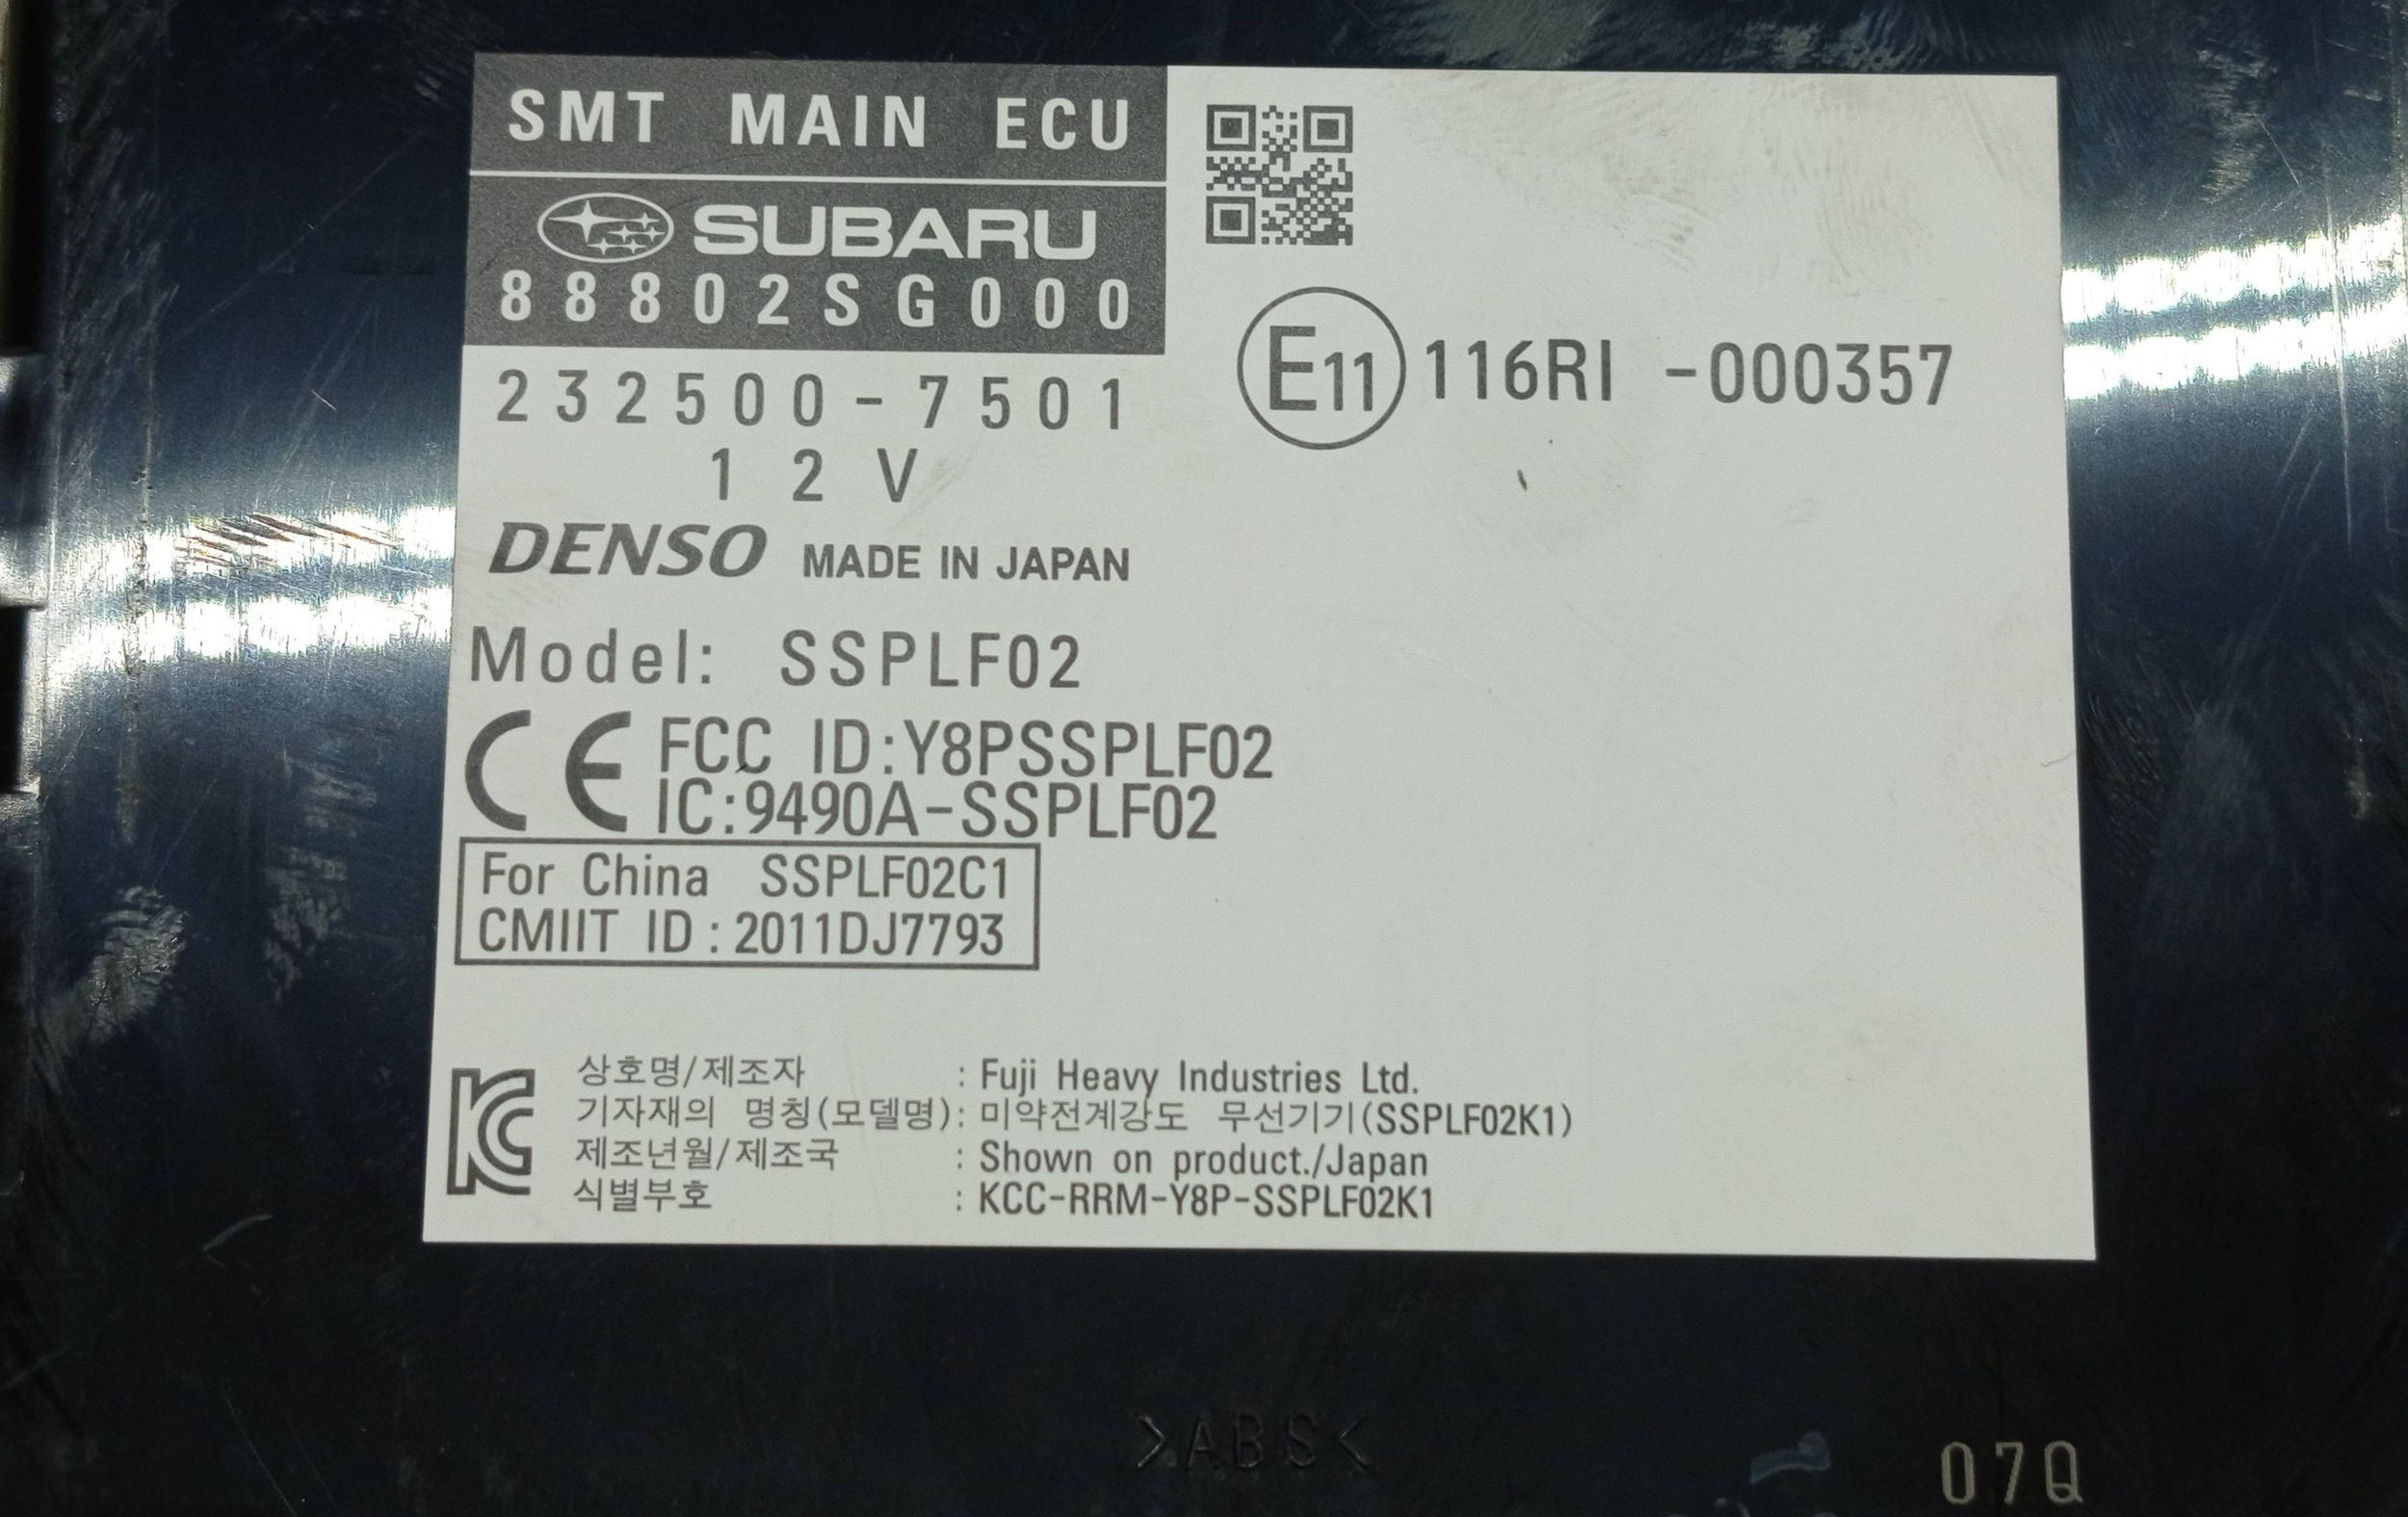 SMT MAIN ECU
SUBARU
88802SG000
232500-7501
12V
DENSO MADE IN JAPAN
E11 116RI -000357
Model: SSPLF02
CE FCC ID:Y8PSSPLF02
IC:9490A-SSPLF02
For China SSPLF02C1
CMIIT ID:2011DJ7793
상호명/제조자 : Fuji Heavy Industries Ltd.
기자재의 명칭(모델명): 미약전계강도 무선기기(SSPLF02K1)
제조년월/제조국 : Shown on product./Japan
식별부호 : KCC-RRM-Y8P-SSPLF02K1
>ABS<
07Q